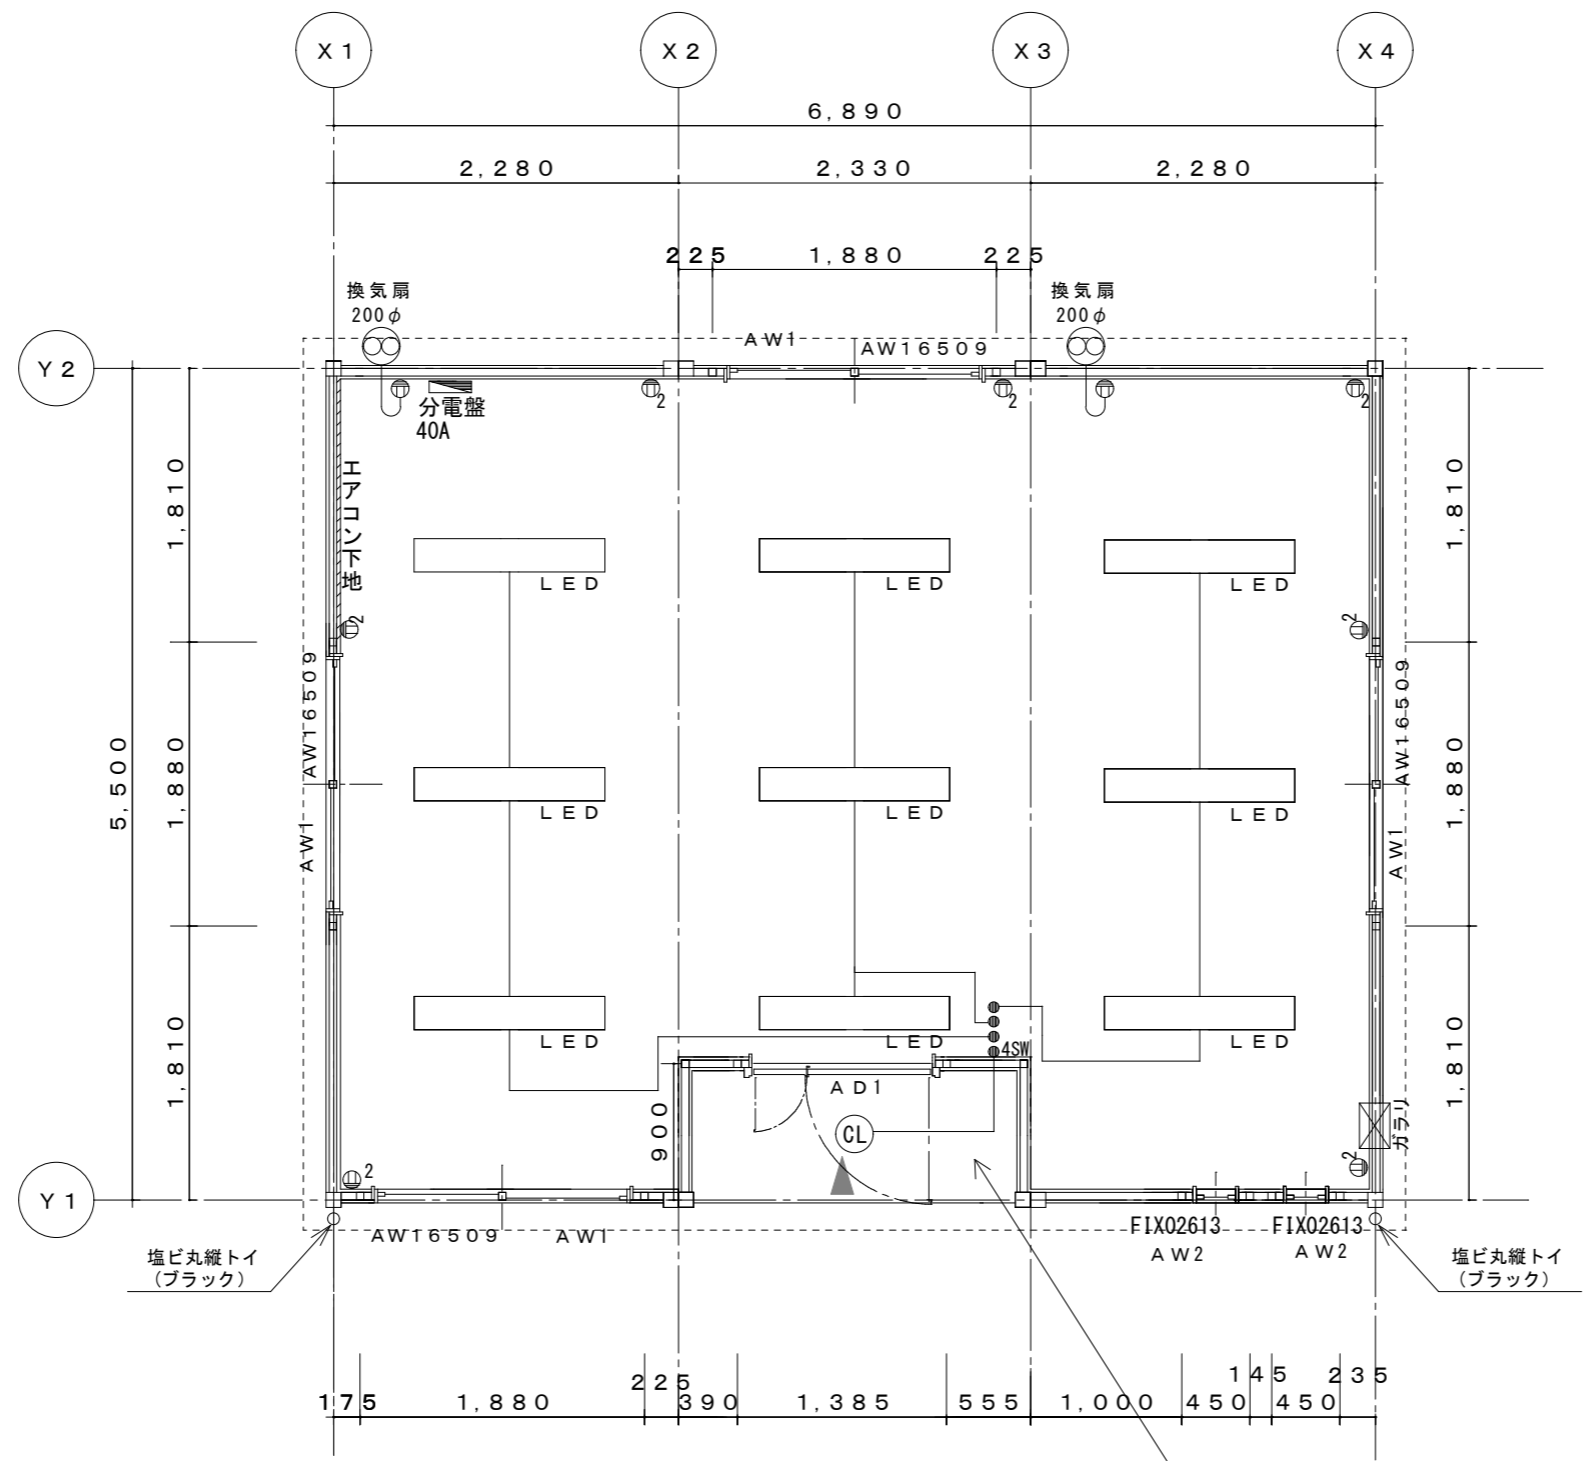 X1
X2
X3
X4
6,890
2,280
2,330
2,280
225
1,880
225
換気扇
200φ
換気扇
200φ
AW1
AW16509
Y2
2
2
2
分電盤
40A
エアコン下地
1,810
1,810
LED
LED
LED
2
2
AW16509
AW16509
5,500
1,880
1,880
LED
LED
LED
AW1
AW1
1,810
1,810
LED
LED
LED
4SW
AD1
900
CL
ガラリ
2
2
Y1
AW16509
AW1
FIX02613
FIX02613
AW2
AW2
塩ビ丸縦トイ
(ブラック)
塩ビ丸縦トイ
(ブラック)
175
1,880
225
390
1,385
555
1,000
450
145
450
235